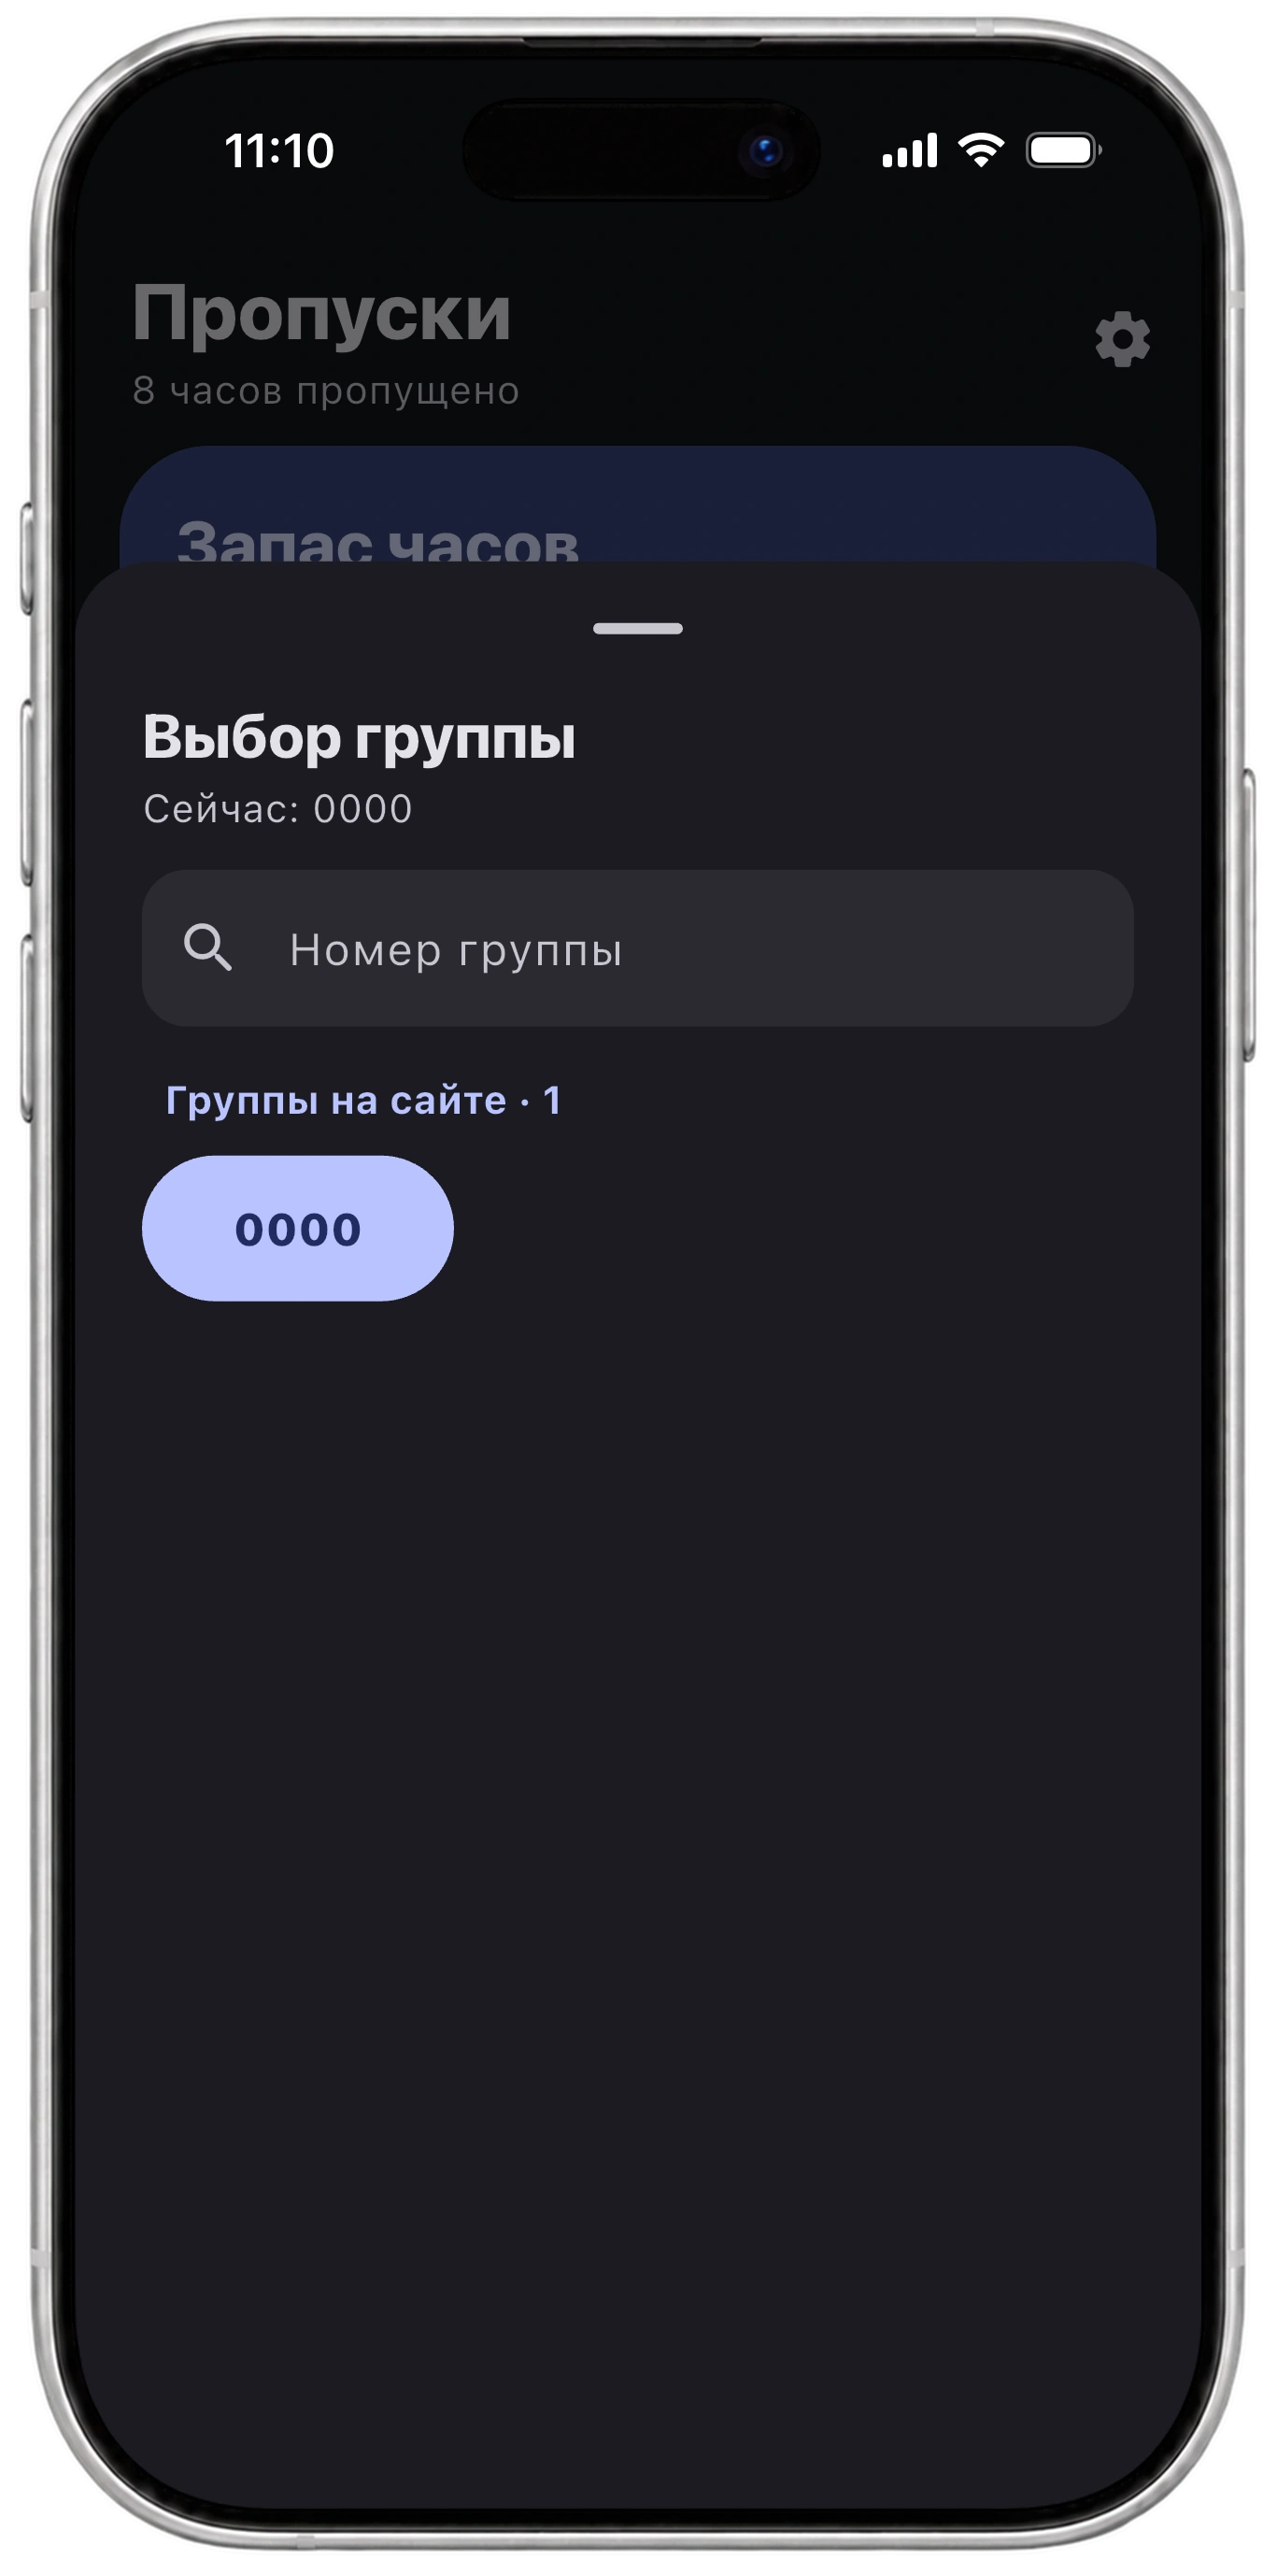 11:10
Пропуски
8 часов пропущено
Запас часов
Выбор группы
Сейчас: 0000
Номер группы
Группы на сайте · 1
0000